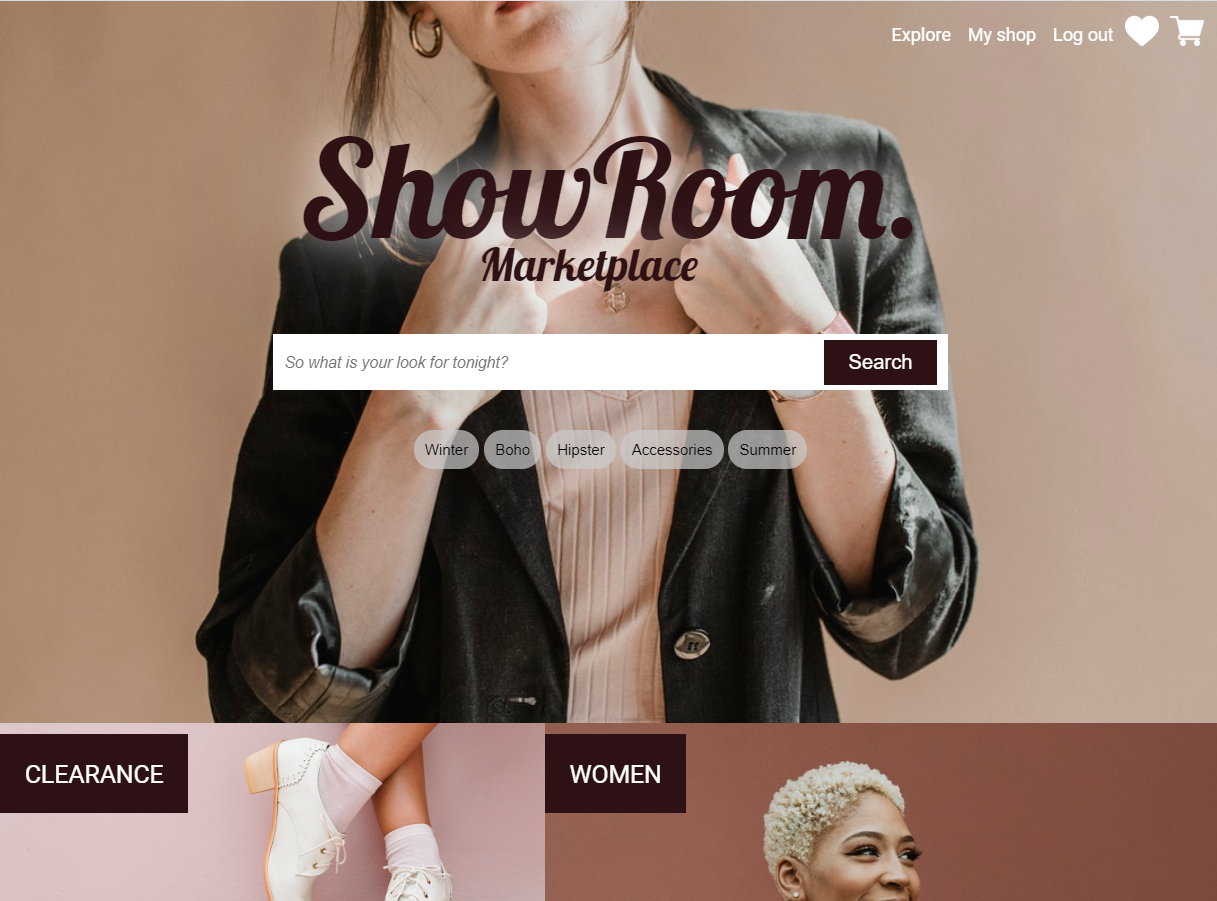 Explore My shop Log out
ShowRoom.
Marketplace
So what is your look for tonight? Search
Winter Boho Hipster Accessories Summer
CLEARANCE WOMEN